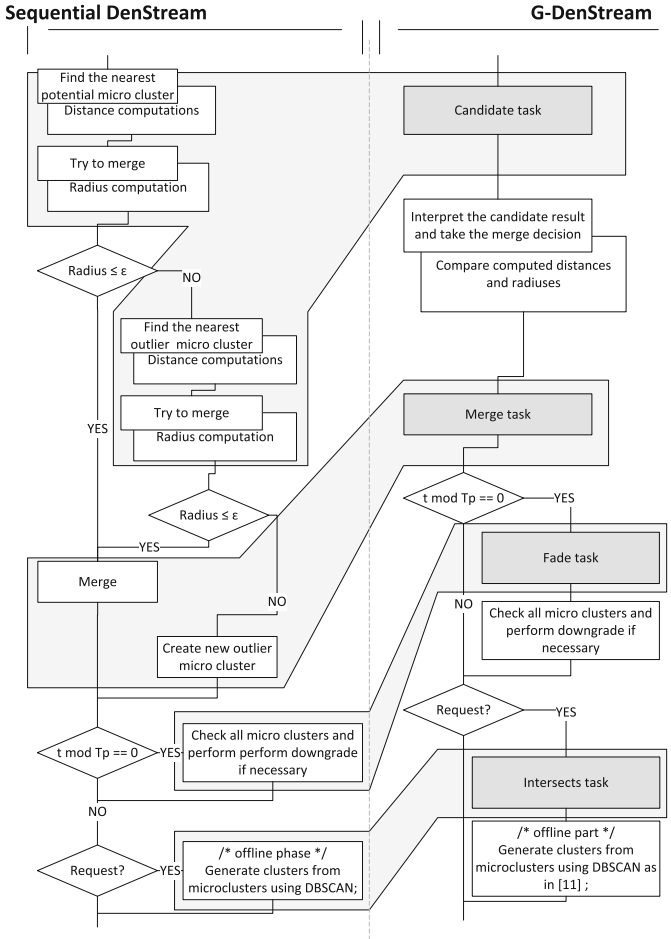 Sequential DenStream
Find the nearest
potential micro cluster
Distance computations
Try to merge
Radius computation
Radius ≤ ε
NO
Find the nearest
outlier micro cluster
Distance computations
Try to merge
Radius computation
YES
Radius ≤ ε
YES
Merge
NO
Create new outlier
micro cluster
t mod Tp == 0
YES
Check all micro clusters and
perform perform downgrade
if necessary
NO
Request?
YES
/* offline phase */
Generate clusters from
microclusters using DBSCAN;
G-DenStream
Candidate task
Interpret the candidate result
and take the merge decision
Compare computed distances
and radiuses
Merge task
t mod Tp == 0
YES
Fade task
NO
Check all micro clusters and
perform downgrade if
necessary
Request?
YES
Intersects task
/* offline part */
Generate clusters from
microclusters using DBSCAN as
in [11] ;